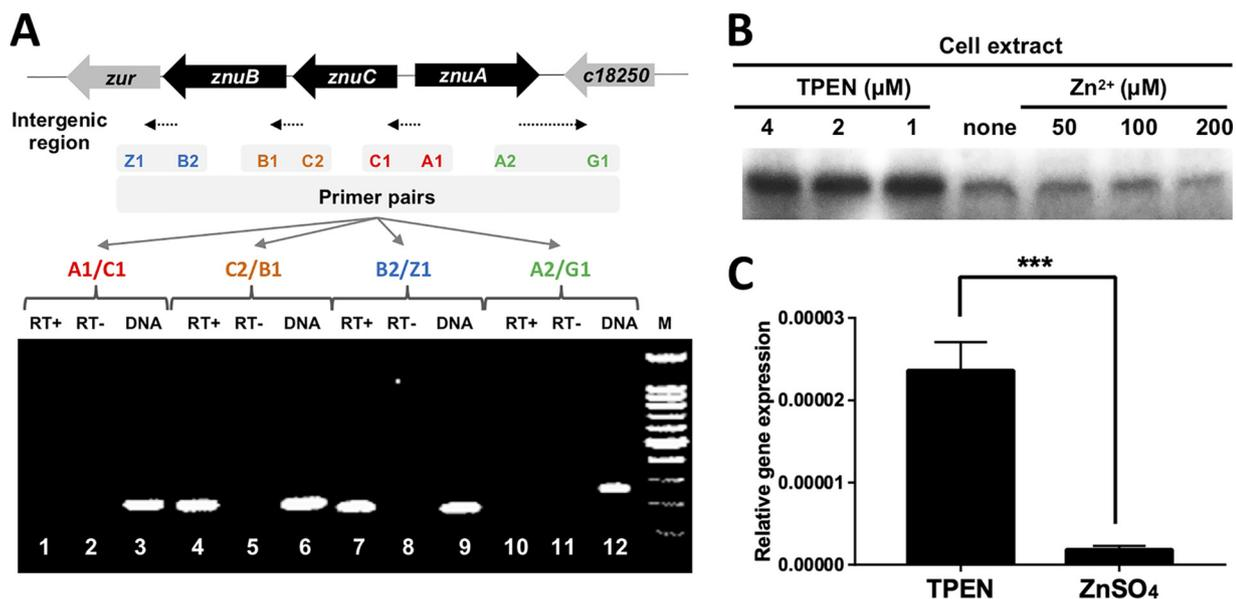 A
zur znuB znuC znuA c18250
Intergenic
region
Z1 B2 B1 C2 C1 A1 A2 G1
Primer pairs
A1/C1 C2/B1 B2/Z1 A2/G1
RT+ RT- DNA RT+ RT- DNA RT+ RT- DNA RT+ RT- DNA M
1 2 3 4 5 6 7 8 9 10 11 12
B
Cell extract
TPEN (µM) Zn²⁺ (µM)
4 2 1 none 50 100 200
C
***
Relative gene expression
0.00003
0.00002
0.00001
0.00000
TPEN ZnSO₄